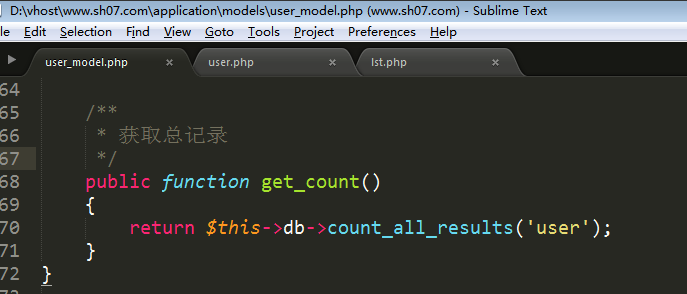 D:\vhost\www.sh07.com\application\models\user_model.php (www.sh07.com) - Sublime Text
le Edit Selection Find View Goto Tools Project Preferences Help
user_model.php × user.php × lst.php ×
64
65 /**
66 * 获取总记录
67 */
68 public function get_count()
69 {
70 return $this->db->count_all_results('user');
71 }
72 }